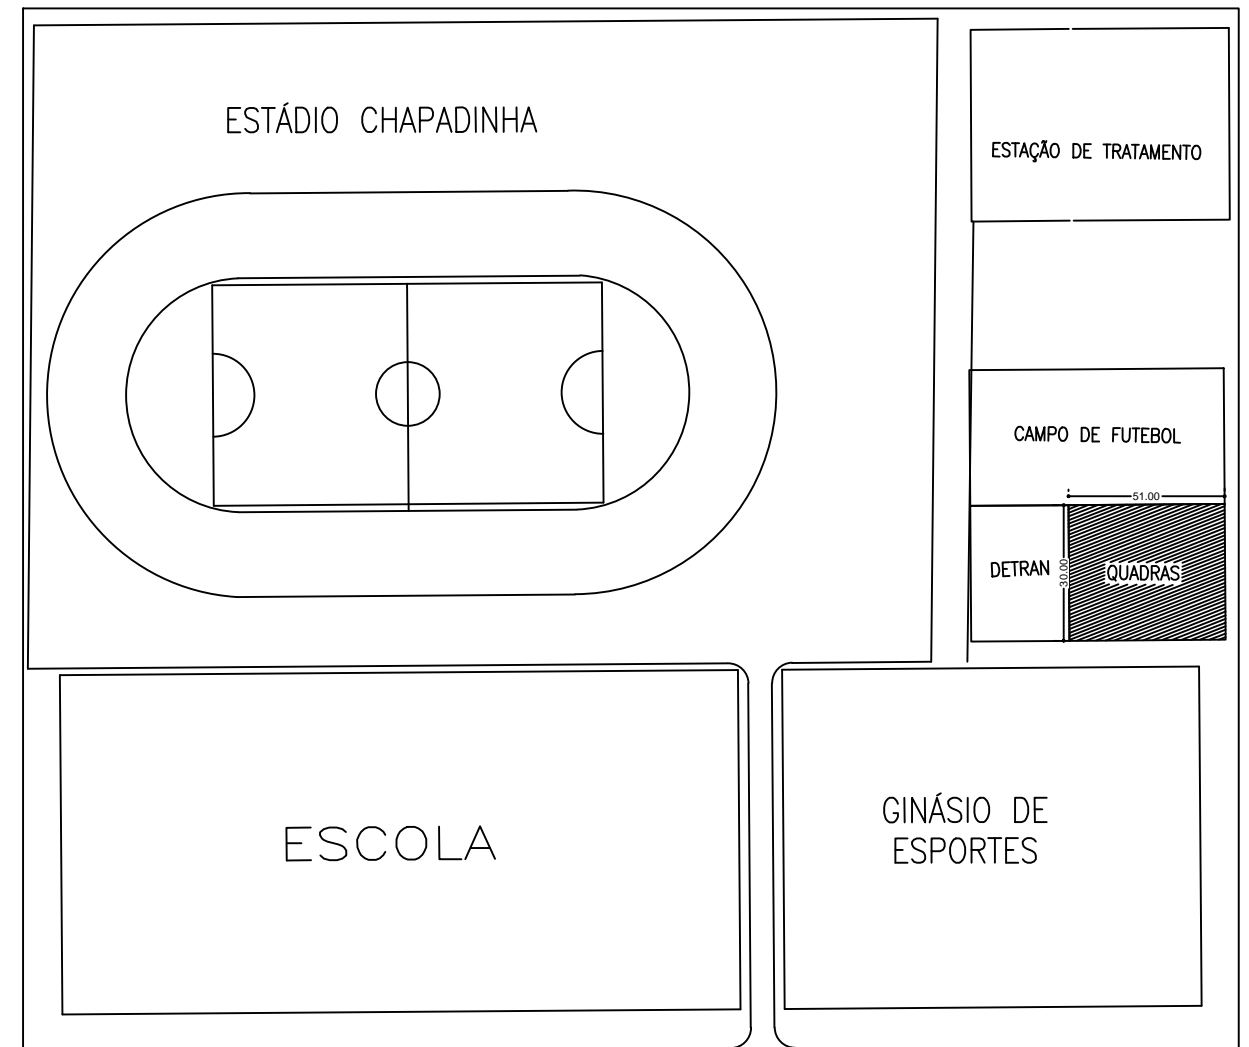 ESTÁDIO CHAPADINHA
ESTAÇÃO DE TRATAMENTO
CAMPO DE FUTEBOL
51.00
DETRAN
30.00
QUADRAS
ESCOLA
GINÁSIO DE
ESPORTES